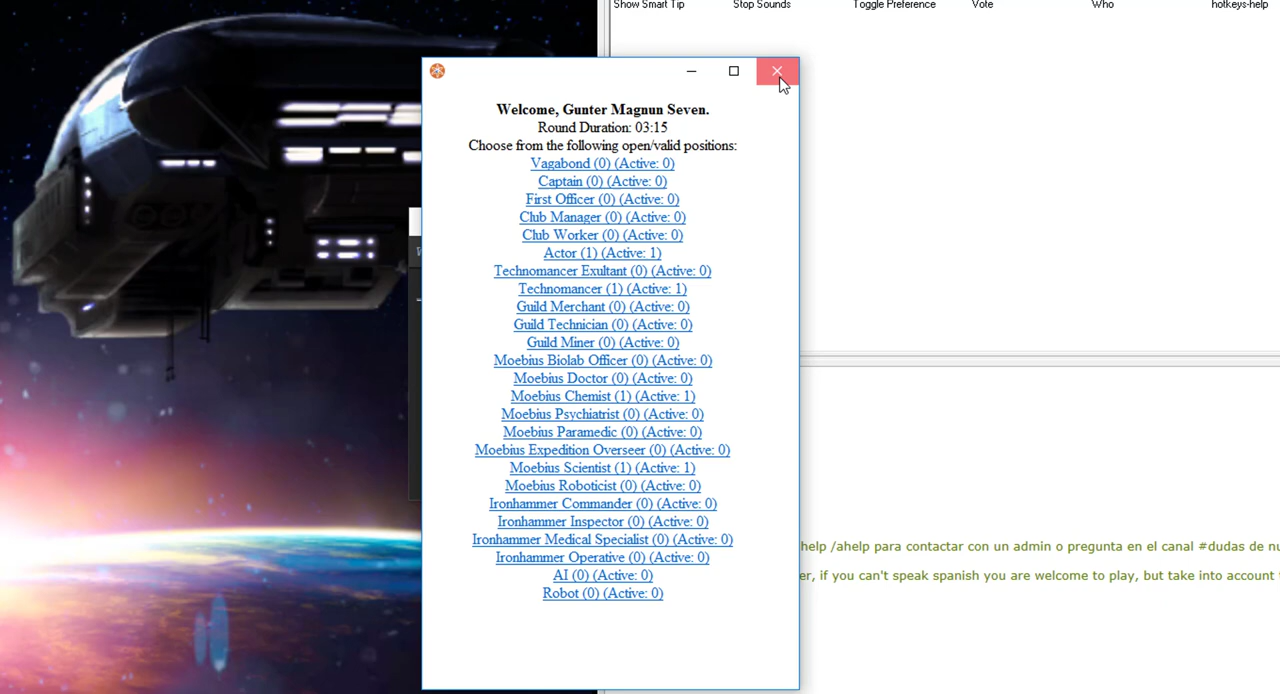 Show Smart Tip Stop Sounds Toggle Preference Vote Who hotkeys-help
Welcome, Gunter Magnun Seven.
Round Duration: 03:15
Choose from the following open/valid positions:
Vagabond (0) (Active: 0)
Captain (0) (Active: 0)
First Officer (0) (Active: 0)
Club Manager (0) (Active: 0)
Club Worker (0) (Active: 0)
Actor (1) (Active: 1)
Technomancer Exultant (0) (Active: 0)
Technomancer (1) (Active: 1)
Guild Merchant (0) (Active: 0)
Guild Technician (0) (Active: 0)
Guild Miner (0) (Active: 0)
Moebius Biolab Officer (0) (Active: 0)
Moebius Doctor (0) (Active: 0)
Moebius Chemist (1) (Active: 1)
Moebius Psychiatrist (0) (Active: 0)
Moebius Paramedic (0) (Active: 0)
Moebius Expedition Overseer (0) (Active: 0)
Moebius Scientist (1) (Active: 1)
Moebius Roboticist (0) (Active: 0)
Ironhammer Commander (0) (Active: 0)
Ironhammer Inspector (0) (Active: 0)
Ironhammer Medical Specialist (0) (Active: 0)
Ironhammer Operative (0) (Active: 0)
AI (0) (Active: 0)
Robot (0) (Active: 0)
help /ahelp para contactar con un admin o pregunta en el canal #dudas de
er, if you can't speak spanish you are welcome to play, but take into account